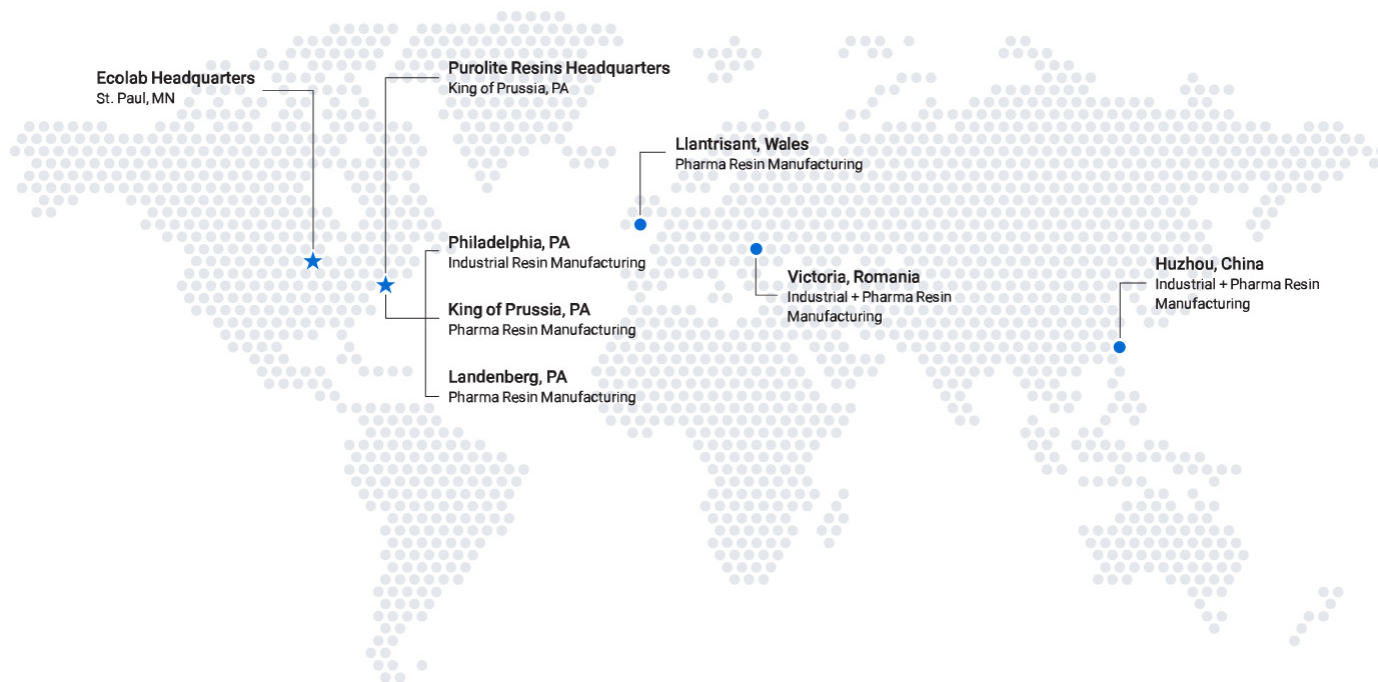 Ecolab Headquarters
St. Paul, MN
Purolite Resins Headquarters
King of Prussia, PA
Llantrisant, Wales
Pharma Resin Manufacturing
Philadelphia, PA
Industrial Resin Manufacturing
King of Prussia, PA
Pharma Resin Manufacturing
Landenberg, PA
Pharma Resin Manufacturing
Victoria, Romania
Industrial + Pharma Resin
Manufacturing
Huzhou, China
Industrial + Pharma Resin
Manufacturing